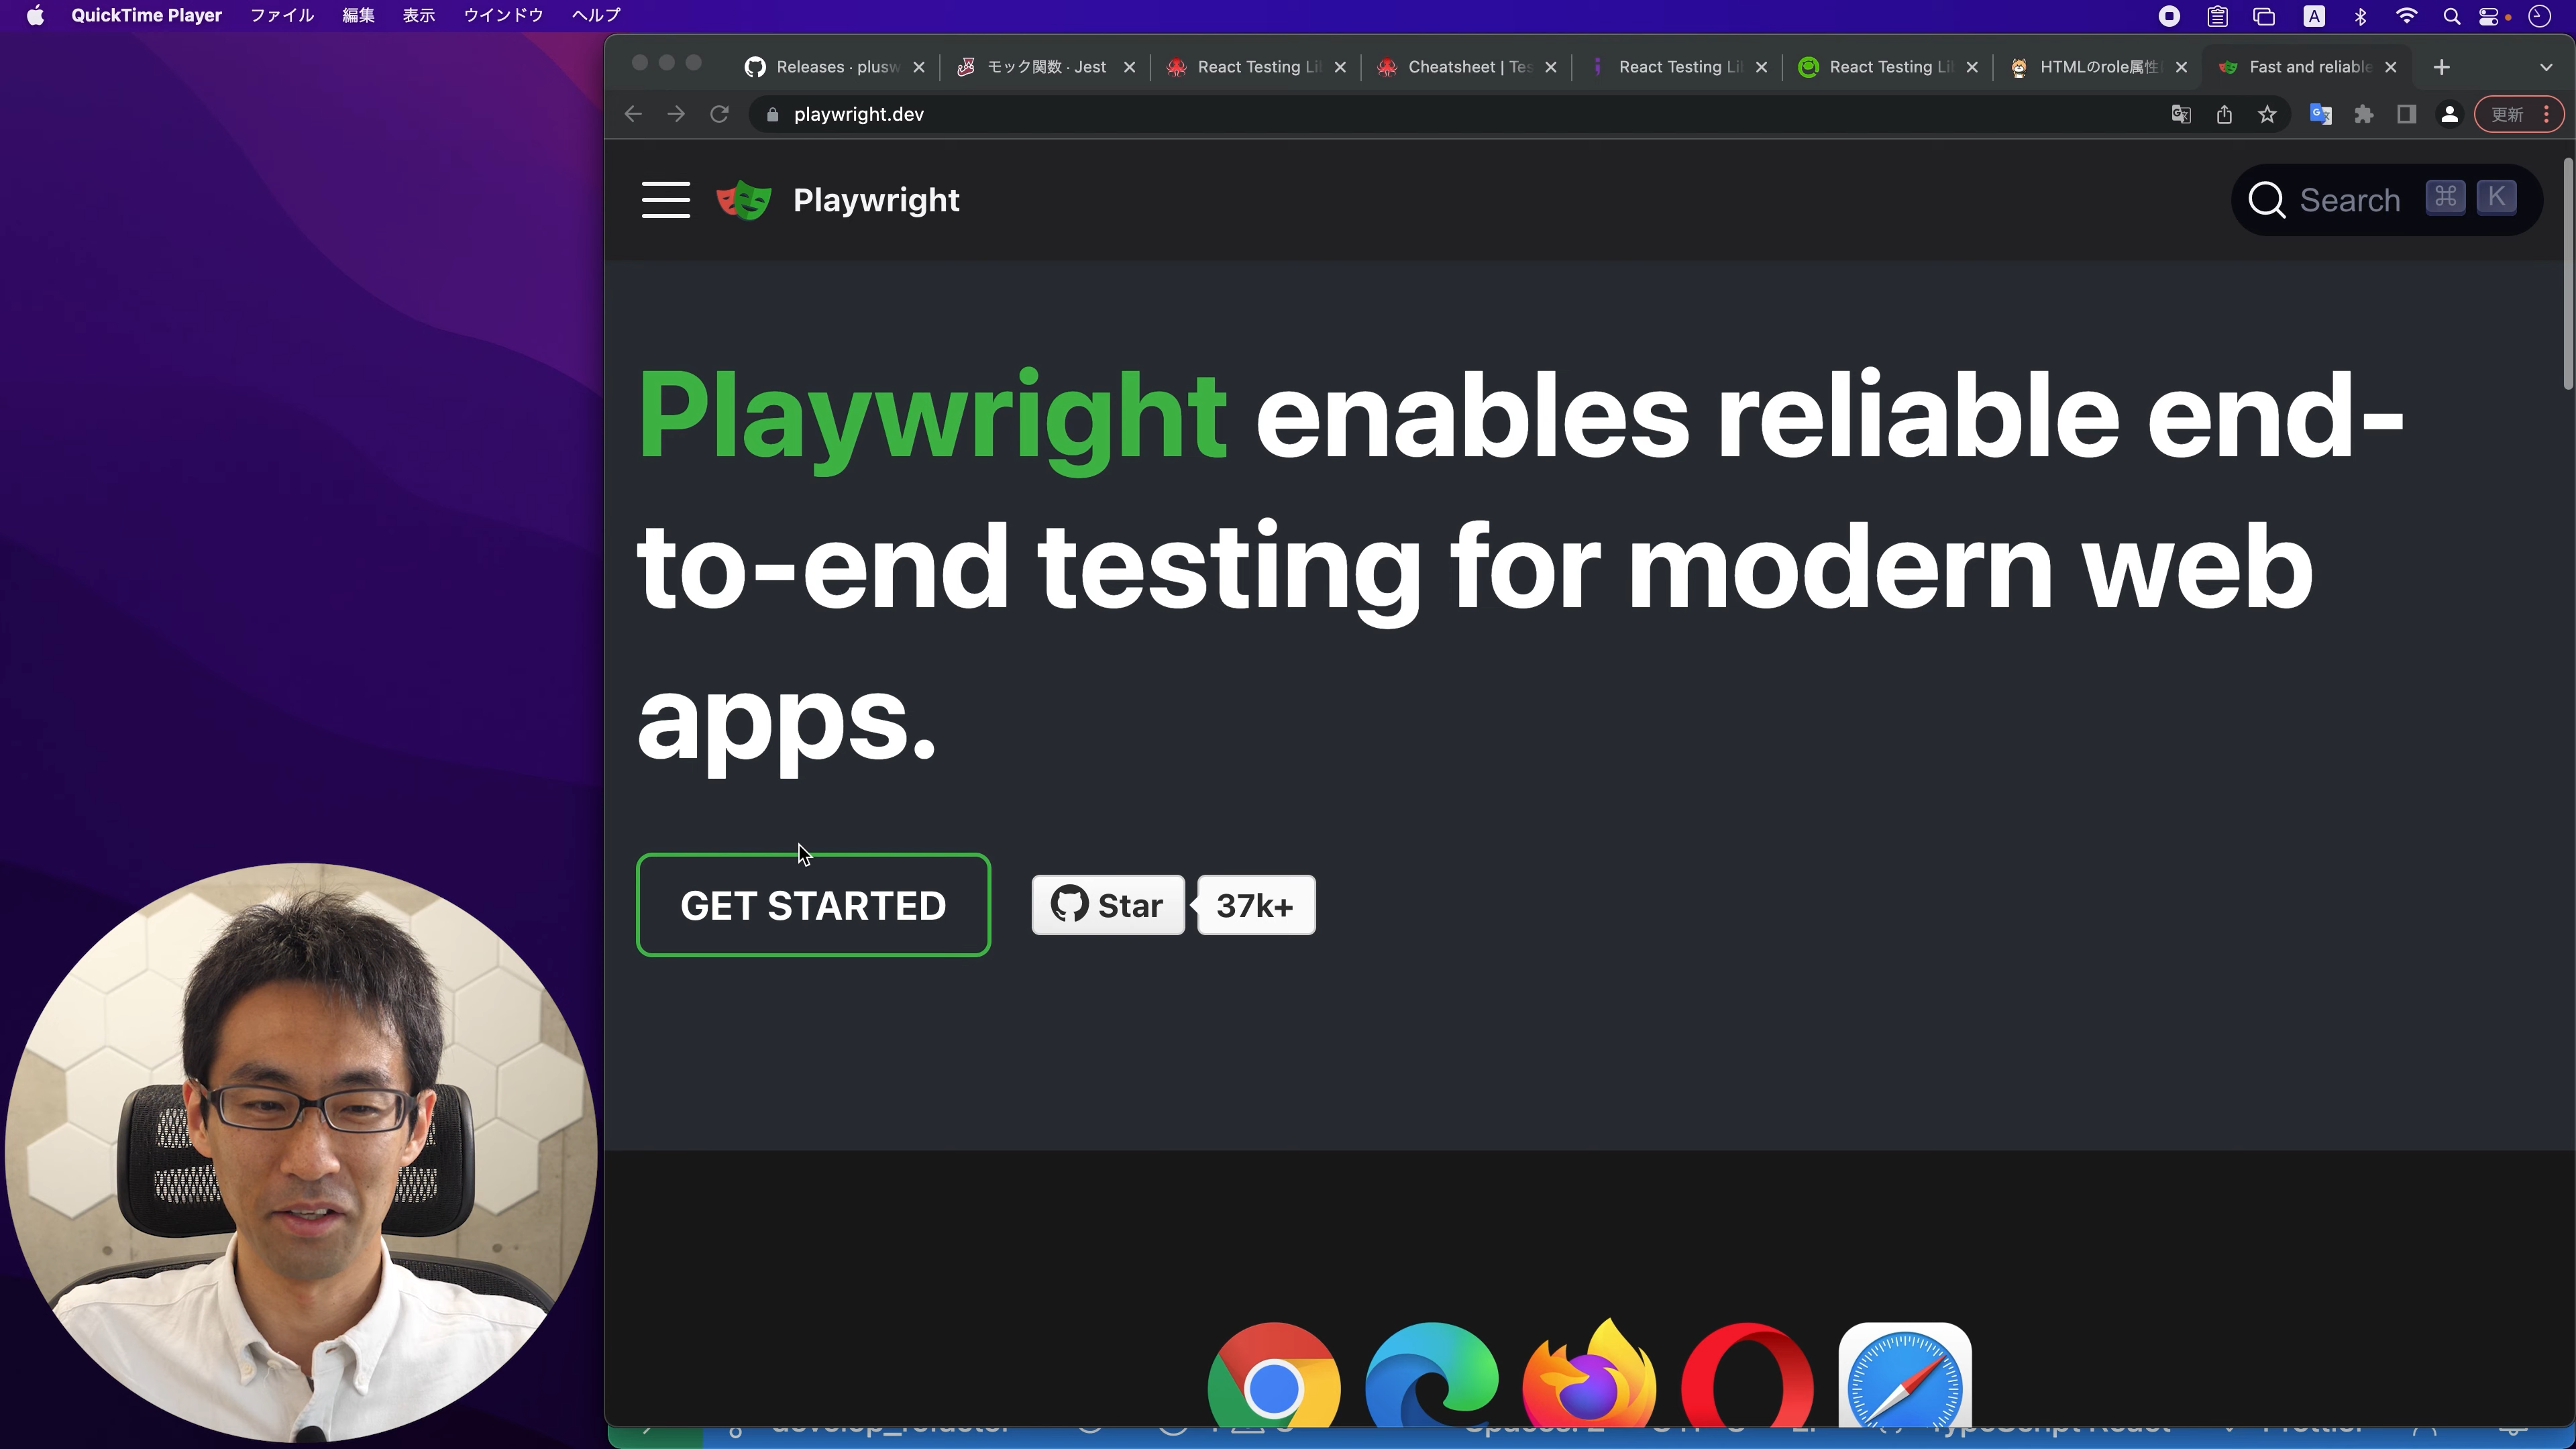 QuickTime Player ファイル 編集 表示 ウインドウ ヘルプ A
Releases · plusw モック関数 · Jest React Testing Li Cheatsheet | Tes React Testing Li React Testing Li HTMLのrole属性 Fast and reliable
playwright.dev 更新
Playwright Search ⌘ K
Playwright enables reliable end-
to-end testing for modern web
apps.
GET STARTED Star 37k+